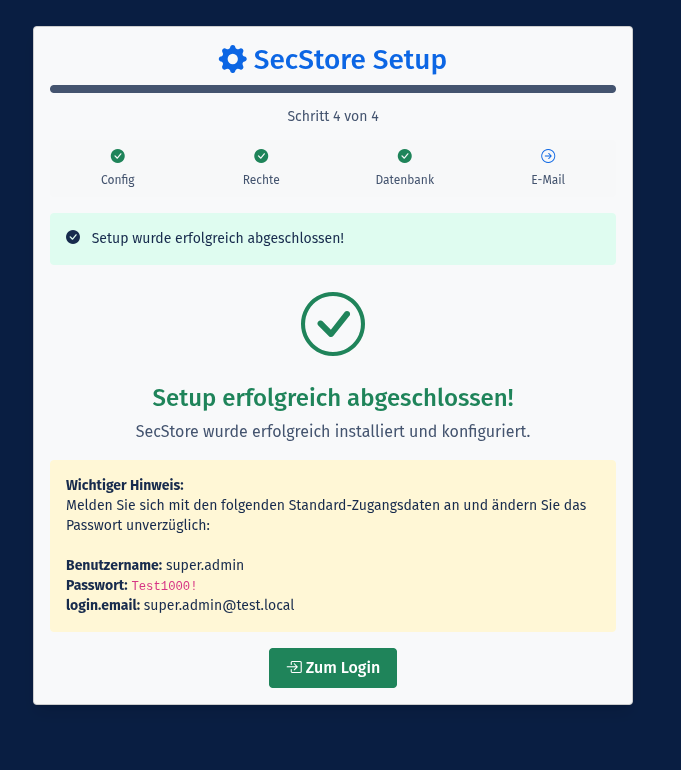 SecStore Setup
Schritt 4 von 4
Config
Rechte
Datenbank
E-Mail
Setup wurde erfolgreich abgeschlossen!
Setup erfolgreich abgeschlossen!
SecStore wurde erfolgreich installiert und konfiguriert.
Wichtiger Hinweis:
Melden Sie sich mit den folgenden Standard-Zugangsdaten an und ändern Sie das
Passwort unverzüglich:
Benutzername: super.admin
Passwort: Test1000!
login.email: super.admin@test.local
Zum Login